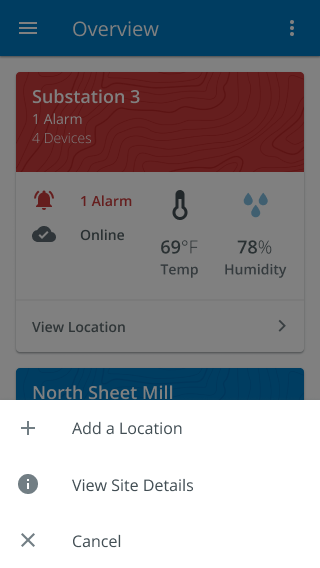 Overview
Substation 3
1 Alarm
4 Devices
1 Alarm
Online
69°F
Temp
78%
Humidity
View Location
North Sheet Mill
Add a Location
View Site Details
Cancel